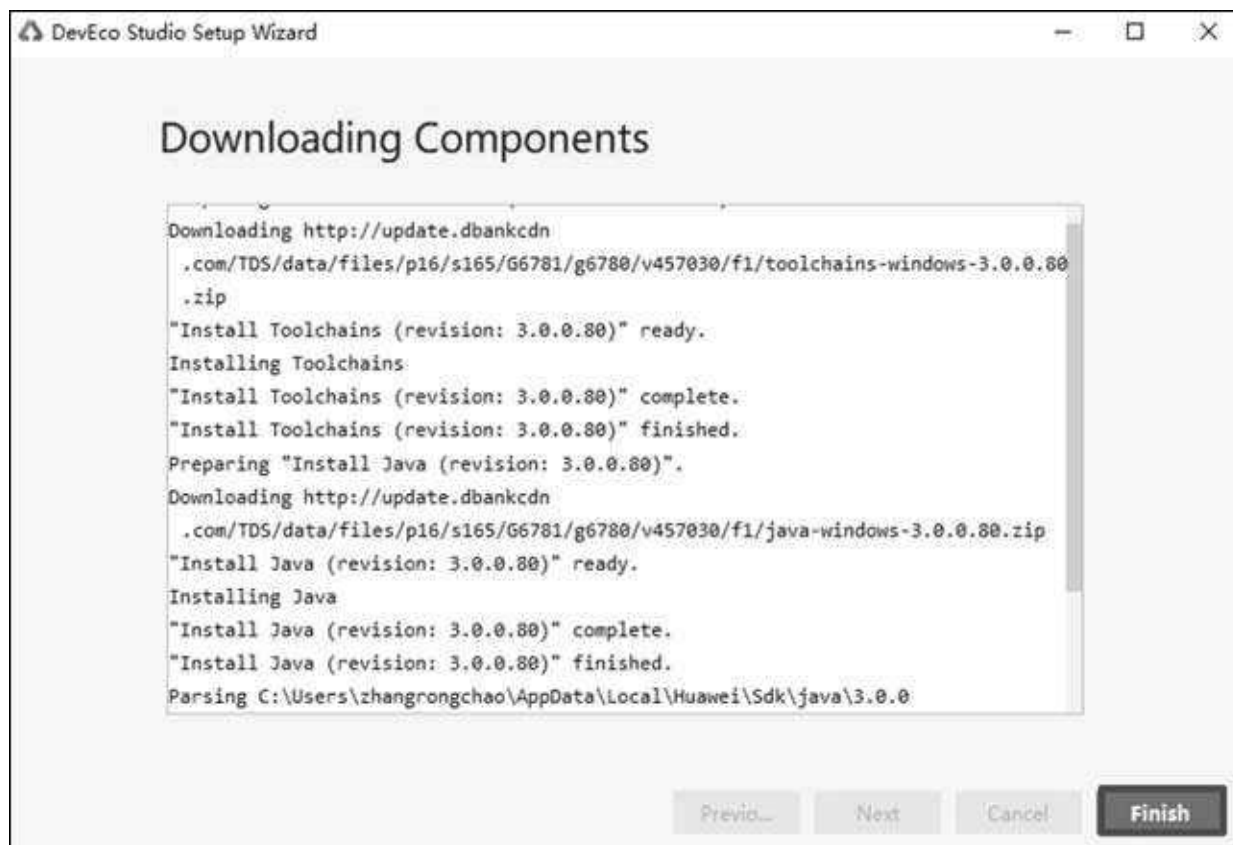 DevEco Studio Setup Wizard
Downloading Components
Downloading http://update.dbankcdn
.com/TDS/data/files/p16/s165/G6781/g6780/v457030/f1/toolchains-windows-3.0.0.80
.zip
"Install Toolchains (revision: 3.0.0.80)" ready.
Installing Toolchains
"Install Toolchains (revision: 3.0.0.80)" complete.
"Install Toolchains (revision: 3.0.0.80)" finished.
Preparing "Install Java (revision: 3.0.0.80)".
Downloading http://update.dbankcdn
.com/TDS/data/files/p16/s165/G6781/g6780/v457030/f1/java-windows-3.0.0.80.zip
"Install Java (revision: 3.0.0.80)" ready.
Installing Java
"Install Java (revision: 3.0.0.80)" complete.
"Install Java (revision: 3.0.0.80)" finished.
Parsing C:\Users\zhangrongchao\AppData\Local\Huawei\Sdk\java\3.0.0
Previo... Next Cancel Finish